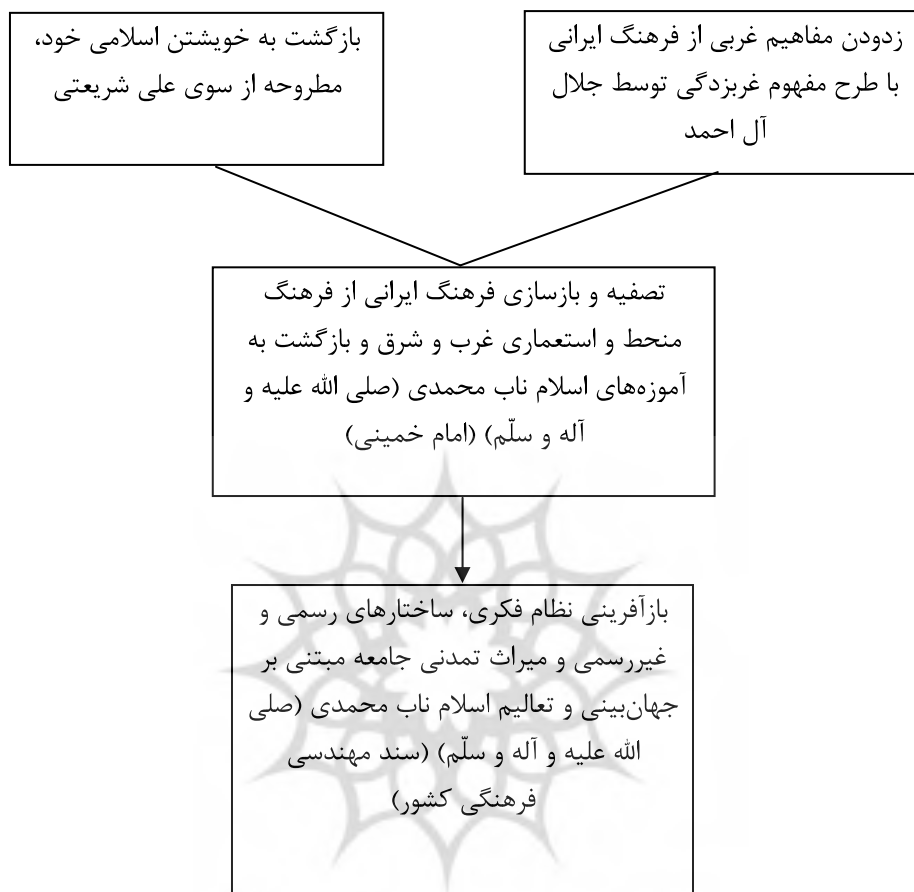 زدودن مفاهیم غربی از فرهنگ ایرانی
با طرح مفهوم غربزدگی توسط جلال
آل احمد
بازگشت به خویشتن اسلامی خود،
مطروحه از سوی علی شریعتی
تصفیه و بازسازی فرهنگ ایرانی از فرهنگ
منحط و استعماری غرب و شرق و بازگشت به
آموزه‌های اسلام ناب محمدی (صلی الله علیه و
آله و سلّم) (امام خمینی)
بازآفرینی نظام فکری، ساختارهای رسمی و
غیررسمی و میراث تمدنی جامعه مبتنی بر
جهان‌بینی و تعالیم اسلام ناب محمدی (صلی
الله علیه و آله و سلّم) (سند مهندسی
فرهنگی کشور)